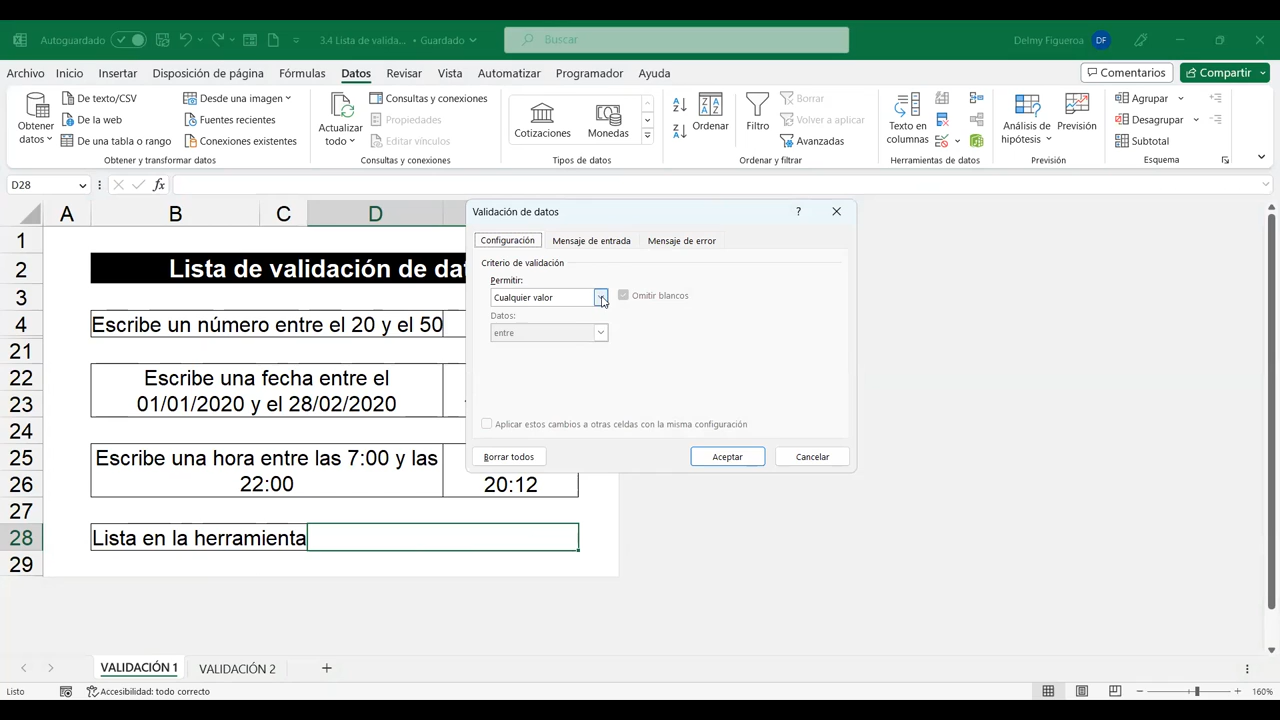 Autoguardado
3.4 Lista de valida... • Guardado
Buscar
Delmy Figueroa
DF
Archivo Inicio Insertar Disposición de página Fórmulas Datos Revisar Vista Automatizar Programador Ayuda
Comentarios
Compartir
Obtener datos
De texto/CSV
De la web
De una tabla o rango
Desde una imagen
Fuentes recientes
Conexiones existentes
Obtener y transformar datos
Actualizar todo
Consultas y conexiones
Propiedades
Editar vínculos
Consultas y conexiones
Cotizaciones
Monedas
Tipos de datos
Ordenar
Filtro
Borrar
Volver a aplicar
Avanzadas
Ordenar y filtrar
Texto en columnas
Herramientas de datos
Análisis de hipótesis
Previsión
Previsión
Agrupar
Desagrupar
Subtotal
Esquema
D28
fx
A B C D
1
2 Lista de validación de da
3
4 Escribe un número entre el 20 y el 50
21
22 Escribe una fecha entre el
23 01/01/2020 y el 28/02/2020
24
25 Escribe una hora entre las 7:00 y las
26 22:00 20:12
27
28 Lista en la herramienta
29
Validación de datos
?
Configuración Mensaje de entrada Mensaje de error
Criterio de validación
Permitir:
Cualquier valor
Omitir blancos
Datos:
entre
Aplicar estos cambios a otras celdas con la misma configuración
Borrar todos Aceptar Cancelar
VALIDACIÓN 1 VALIDACIÓN 2
Listo
Accesibilidad: todo correcto
160%